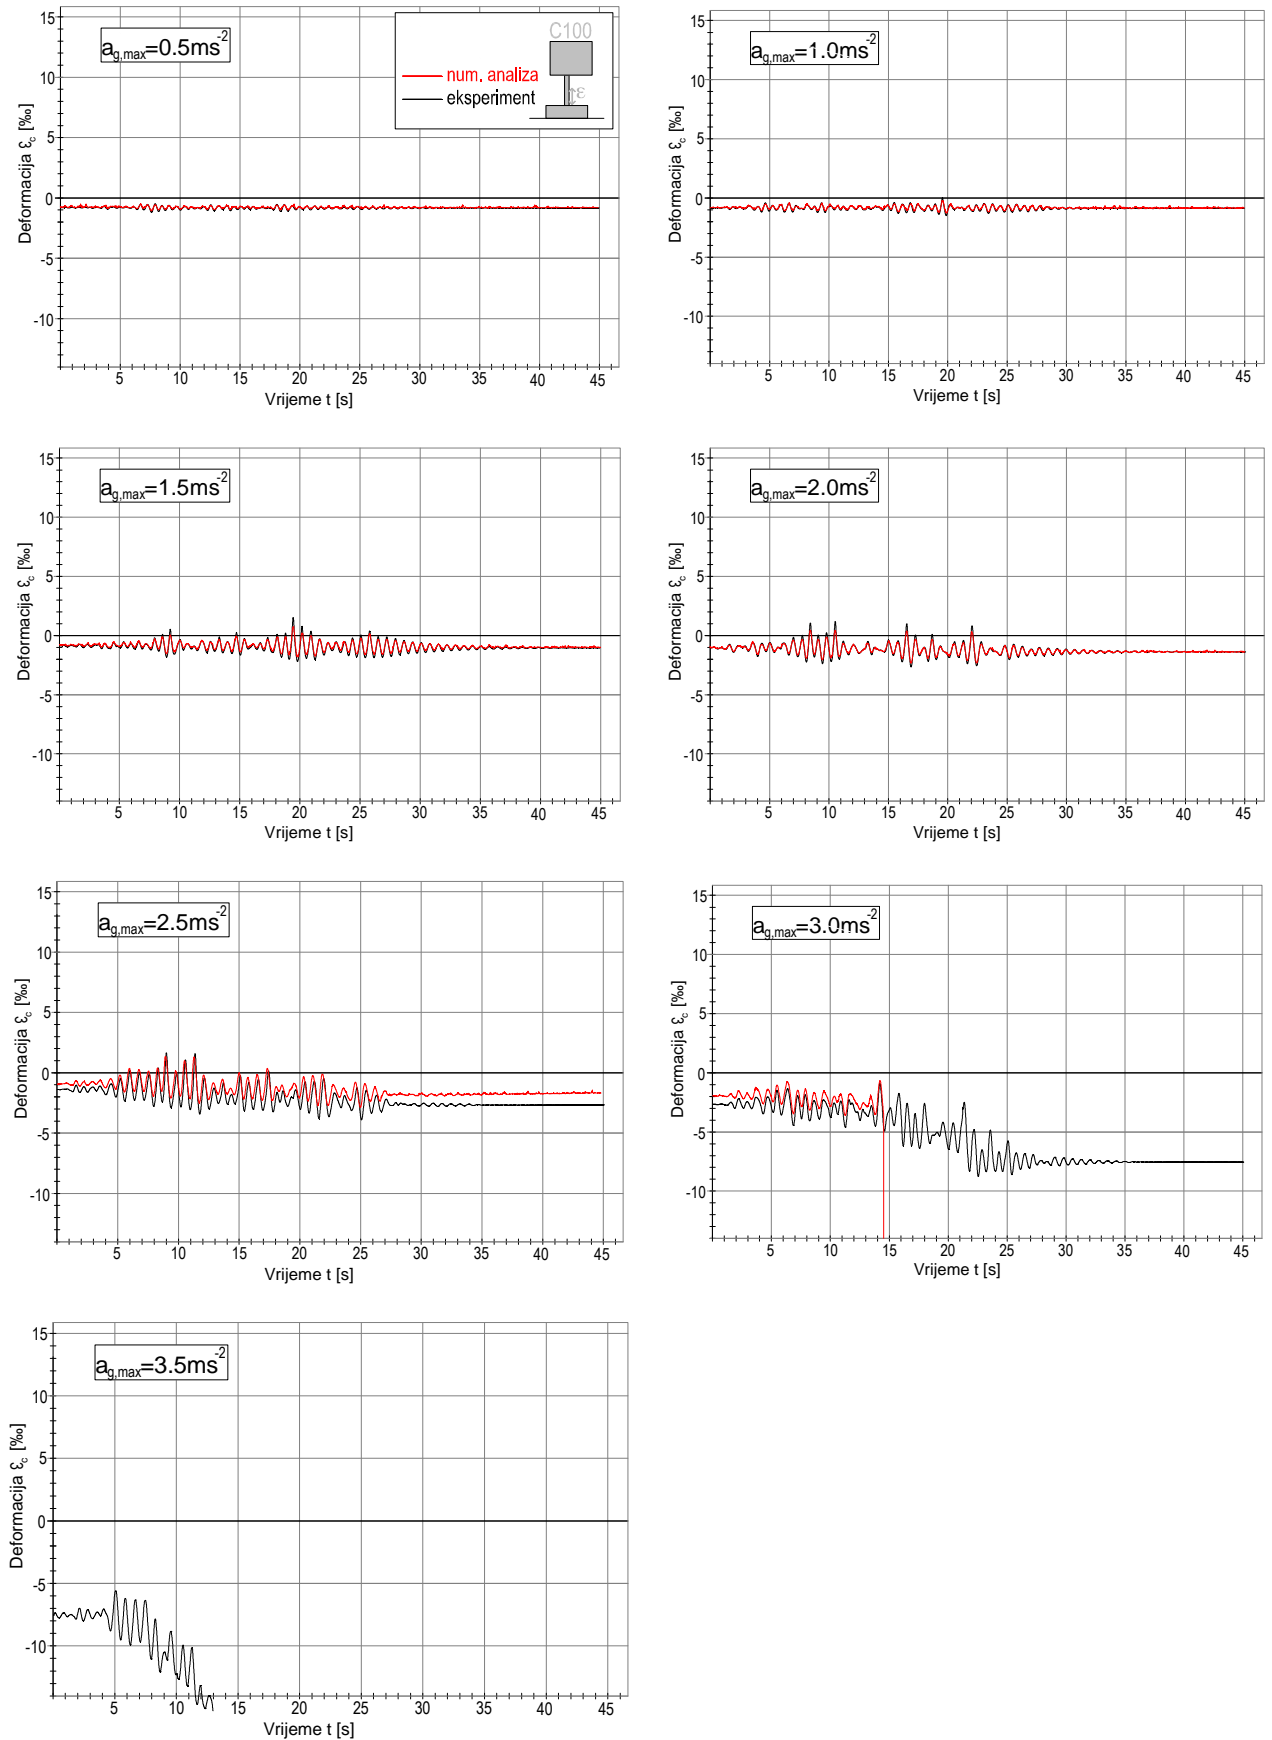 15
10
5
0
-5
-10
Deformacija ε_c [‰]
a_g,max=0.5ms^-2
C100
num. analiza
eksperiment
ε
5 10 15 20 25 30 35 40 45
Vrijeme t [s]
15
10
5
0
-5
-10
Deformacija ε_c [‰]
a_g,max=1.0ms^-2
5 10 15 20 25 30 35 40 45
Vrijeme t [s]
15
10
5
0
-5
-10
Deformacija ε_c [‰]
a_g,max=1.5ms^-2
5 10 15 20 25 30 35 40 45
Vrijeme t [s]
15
10
5
0
-5
-10
Deformacija ε_c [‰]
a_g,max=2.0ms^-2
5 10 15 20 25 30 35 40 45
Vrijeme t [s]
15
10
5
0
-5
-10
Deformacija ε_c [‰]
a_g,max=2.5ms^-2
5 10 15 20 25 30 35 40 45
Vrijeme t [s]
15
10
5
0
-5
-10
Deformacija ε_c [‰]
a_g,max=3.0ms^-2
5 10 15 20 25 30 35 40 45
Vrijeme t [s]
15
10
5
0
-5
-10
Deformacija ε_c [‰]
a_g,max=3.5ms^-2
5 10 15 20 25 30 35 40 45
Vrijeme t [s]